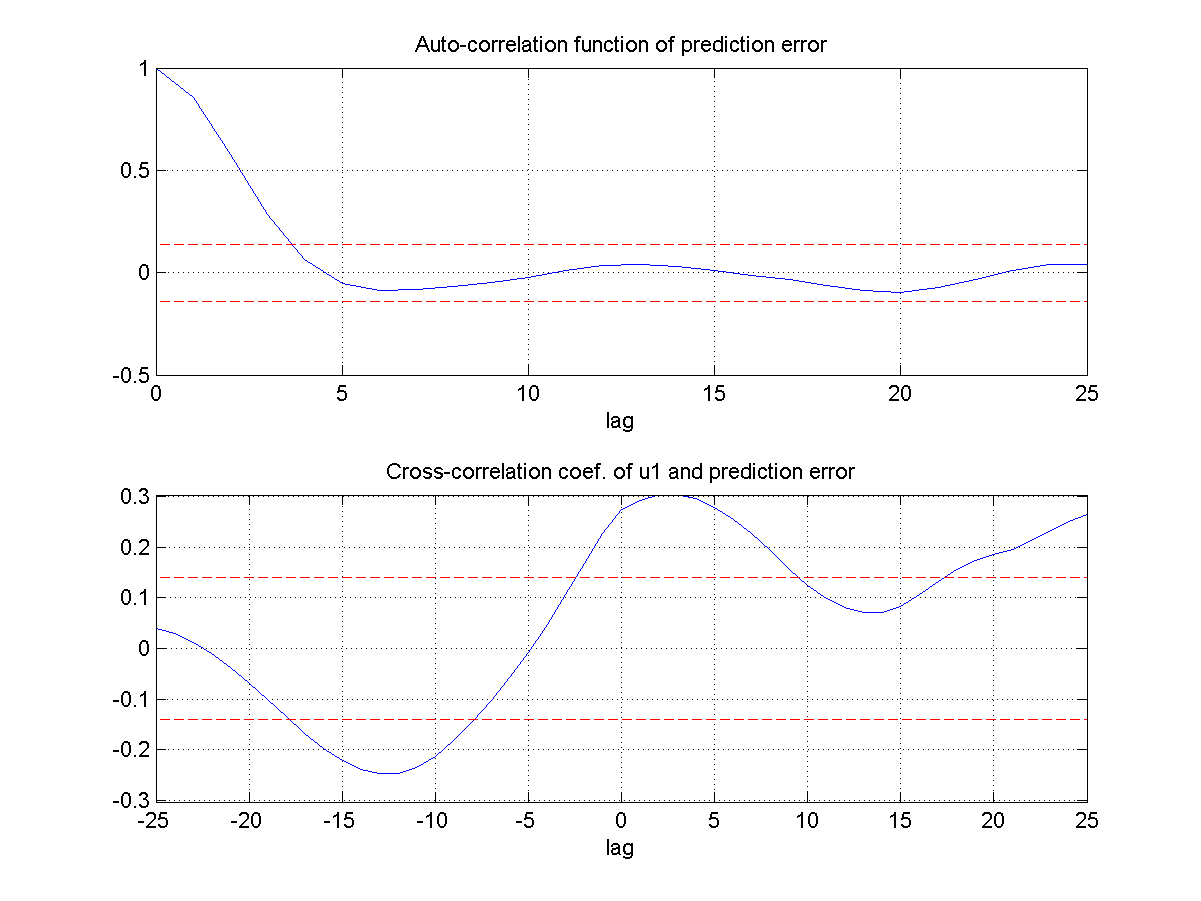 Auto-correlation function of prediction error
1
0.5
0
-0.5
0 5 10 15 20 25
lag
Cross-correlation coef. of u1 and prediction error
0.3
0.2
0.1
0
-0.1
-0.2
-0.3
-25 -20 -15 -10 -5 0 5 10 15 20 25
lag